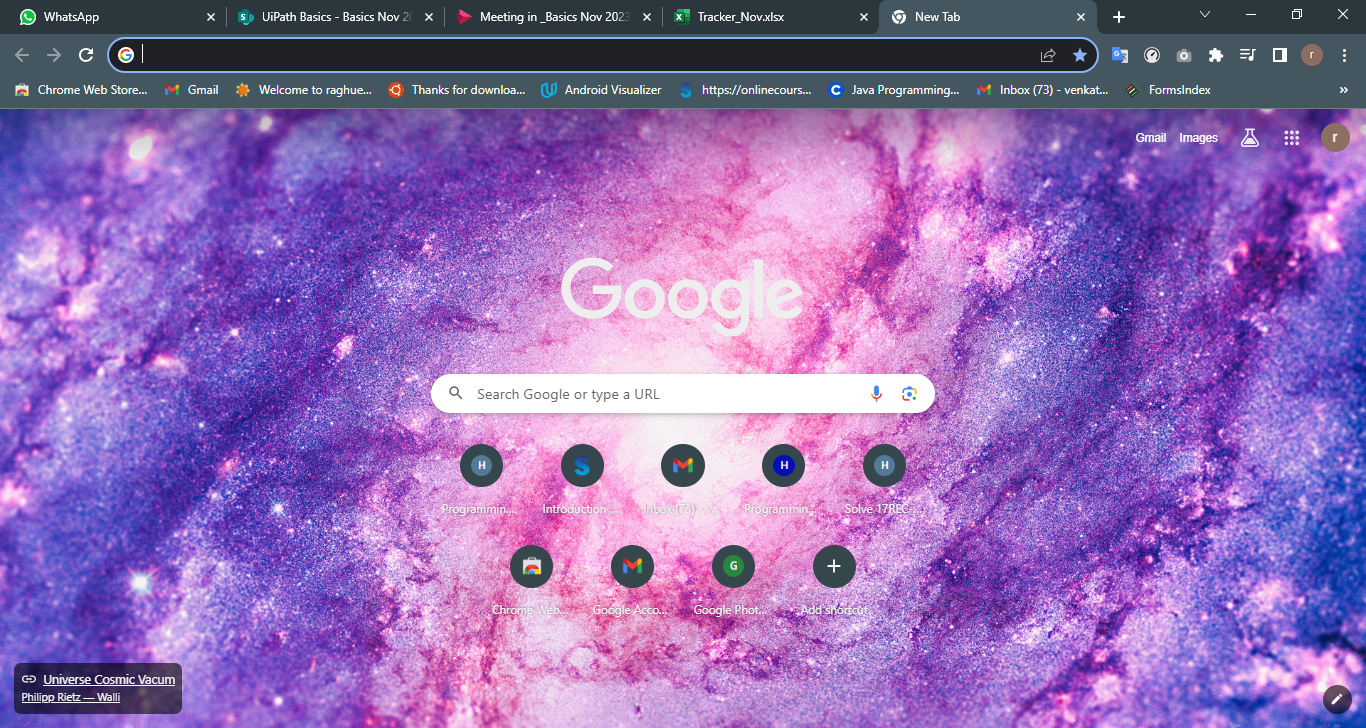 WhatsApp
UiPath Basics - Basics Nov 20
Meeting in _Basics Nov 2023
Tracker_Nov.xlsx
New Tab
r
Chrome Web Store...
Gmail
Welcome to raghue...
Thanks for downloa...
Android Visualizer
https://onlinecours...
Java Programming...
Inbox (73) - venkat...
FormsIndex
»
Gmail
Images
r
Google
Search Google or type a URL
H
H
H
Programmin...
Introduction ...
Inbox (73) - v...
Programmin...
Solve 17REC-...
G
Chrome Web...
Google Acco...
Google Phot...
Add shortcut
Universe Cosmic Vacum
Philipp Rietz — Walli